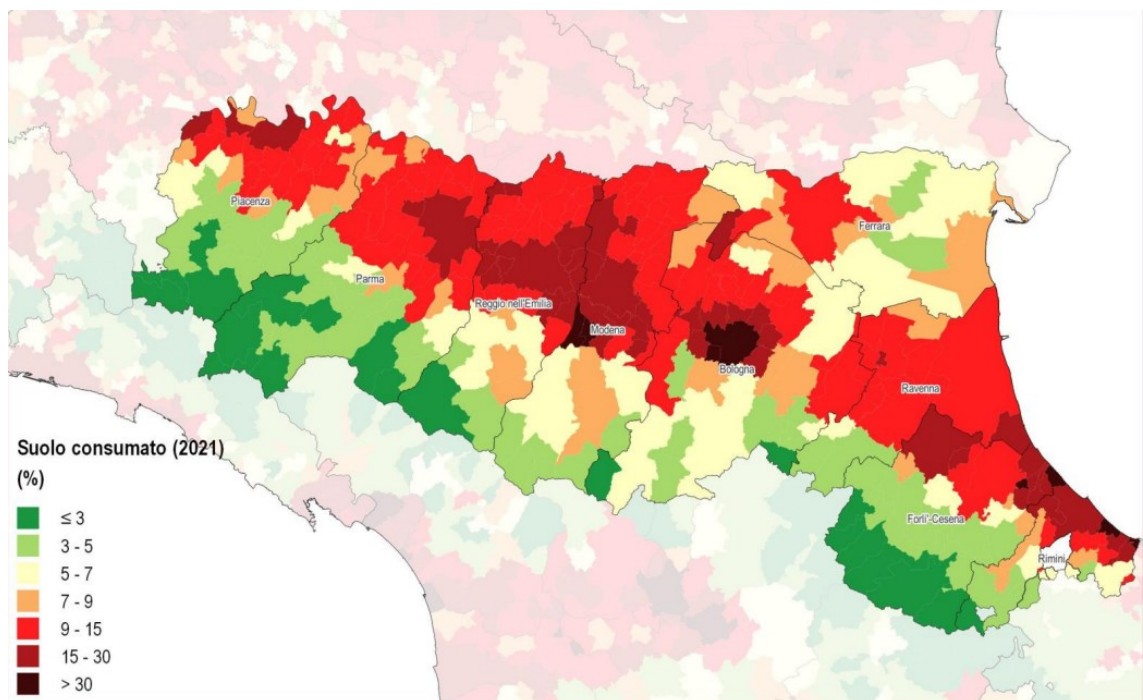 Piacenza
Ferrara
Parma
Reggio nell'Emilia
Modena
Bologna
Ravenna
Forli'-Cesena
Rimini
Suolo consumato (2021)
(%)
≤ 3
3 - 5
5 - 7
7 - 9
9 - 15
15 - 30
> 30